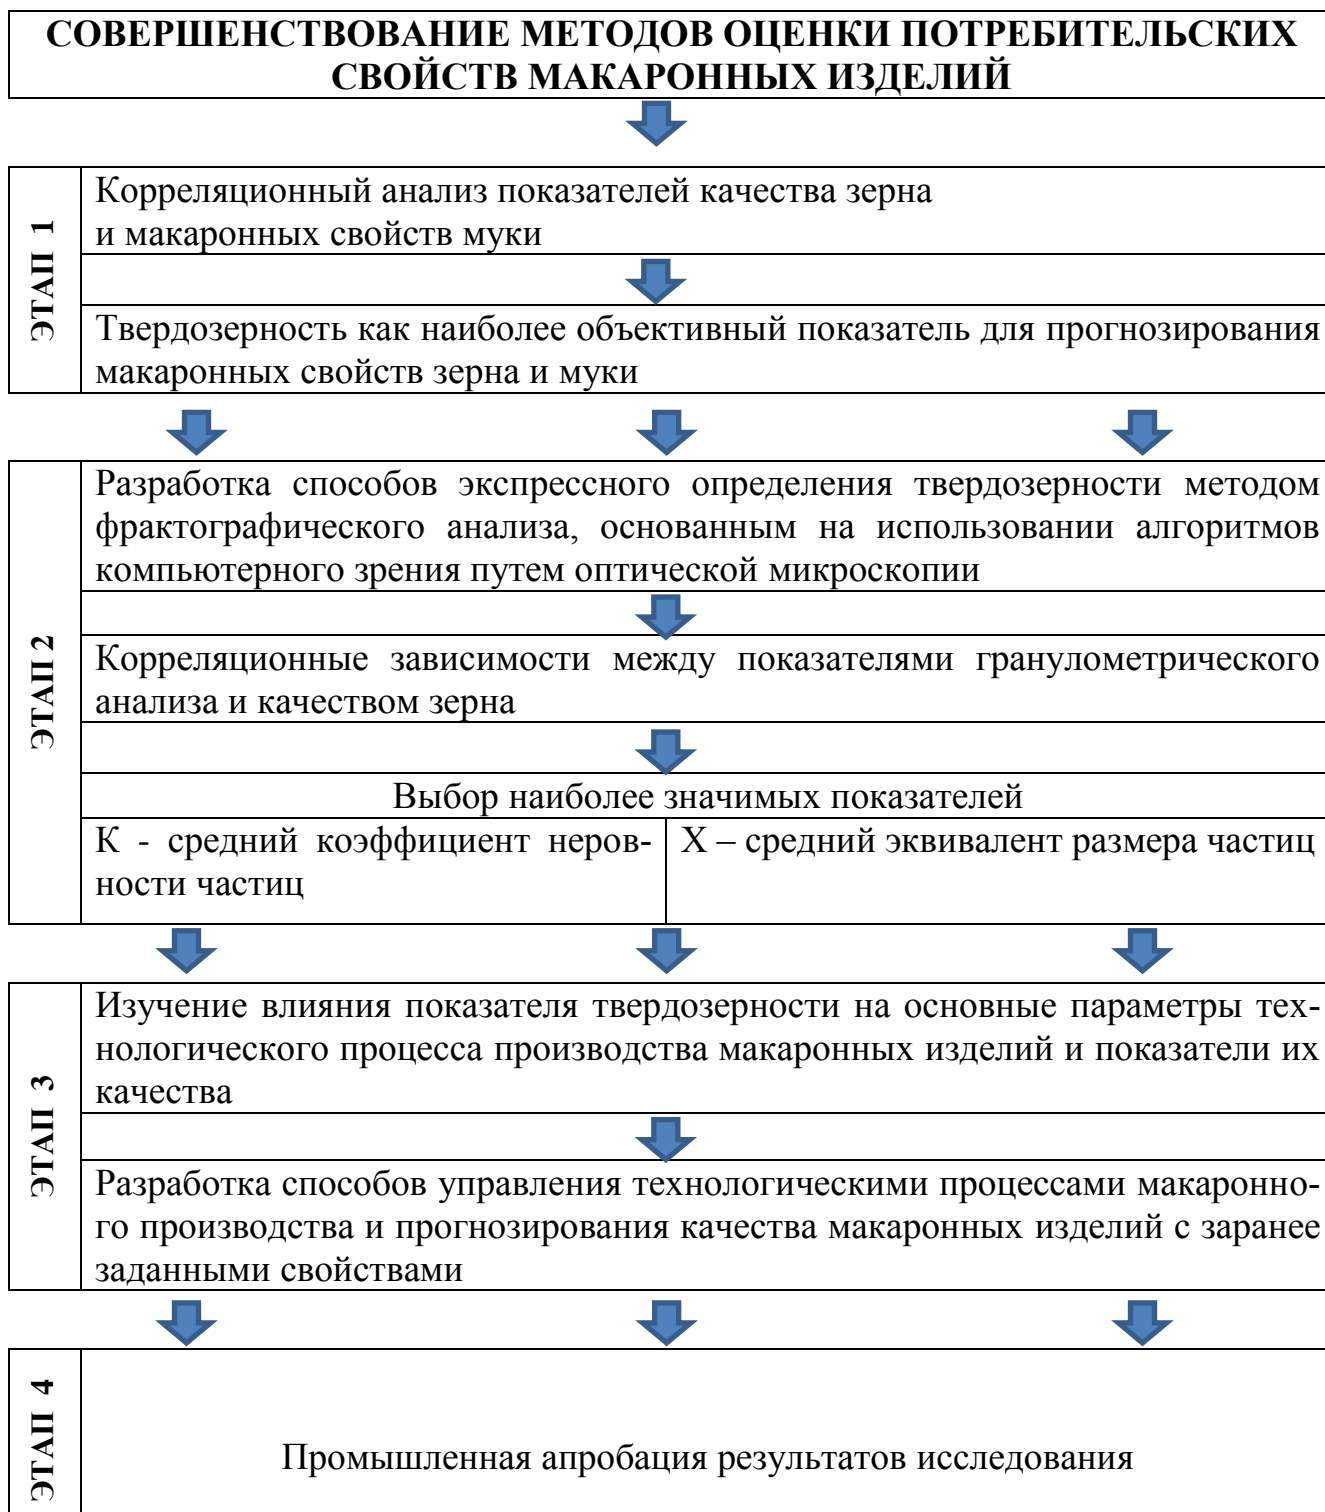 СОВЕРШЕНСТВОВАНИЕ МЕТОДОВ ОЦЕНКИ ПОТРЕБИТЕЛЬСКИХ
СВОЙСТВ МАКАРОННЫХ ИЗДЕЛИЙ
ЭТАП 1
Корреляционный анализ показателей качества зерна
и макаронных свойств муки
Твердозерность как наиболее объективный показатель для прогнозирования
макаронных свойств зерна и муки
ЭТАП 2
Разработка способов экспрессного определения твердозерности методом
фрактографического анализа, основанным на использовании алгоритмов
компьютерного зрения путем оптической микроскопии
Корреляционные зависимости между показателями гранулометрического
анализа и качеством зерна
Выбор наиболее значимых показателей
К - средний коэффициент неров-
ности частиц
Х – средний эквивалент размера частиц
ЭТАП 3
Изучение влияния показателя твердозерности на основные параметры тех-
нологического процесса производства макаронных изделий и показатели их
качества
Разработка способов управления технологическими процессами макаронно-
го производства и прогнозирования качества макаронных изделий с заранее
заданными свойствами
ЭТАП 4
Промышленная апробация результатов исследования